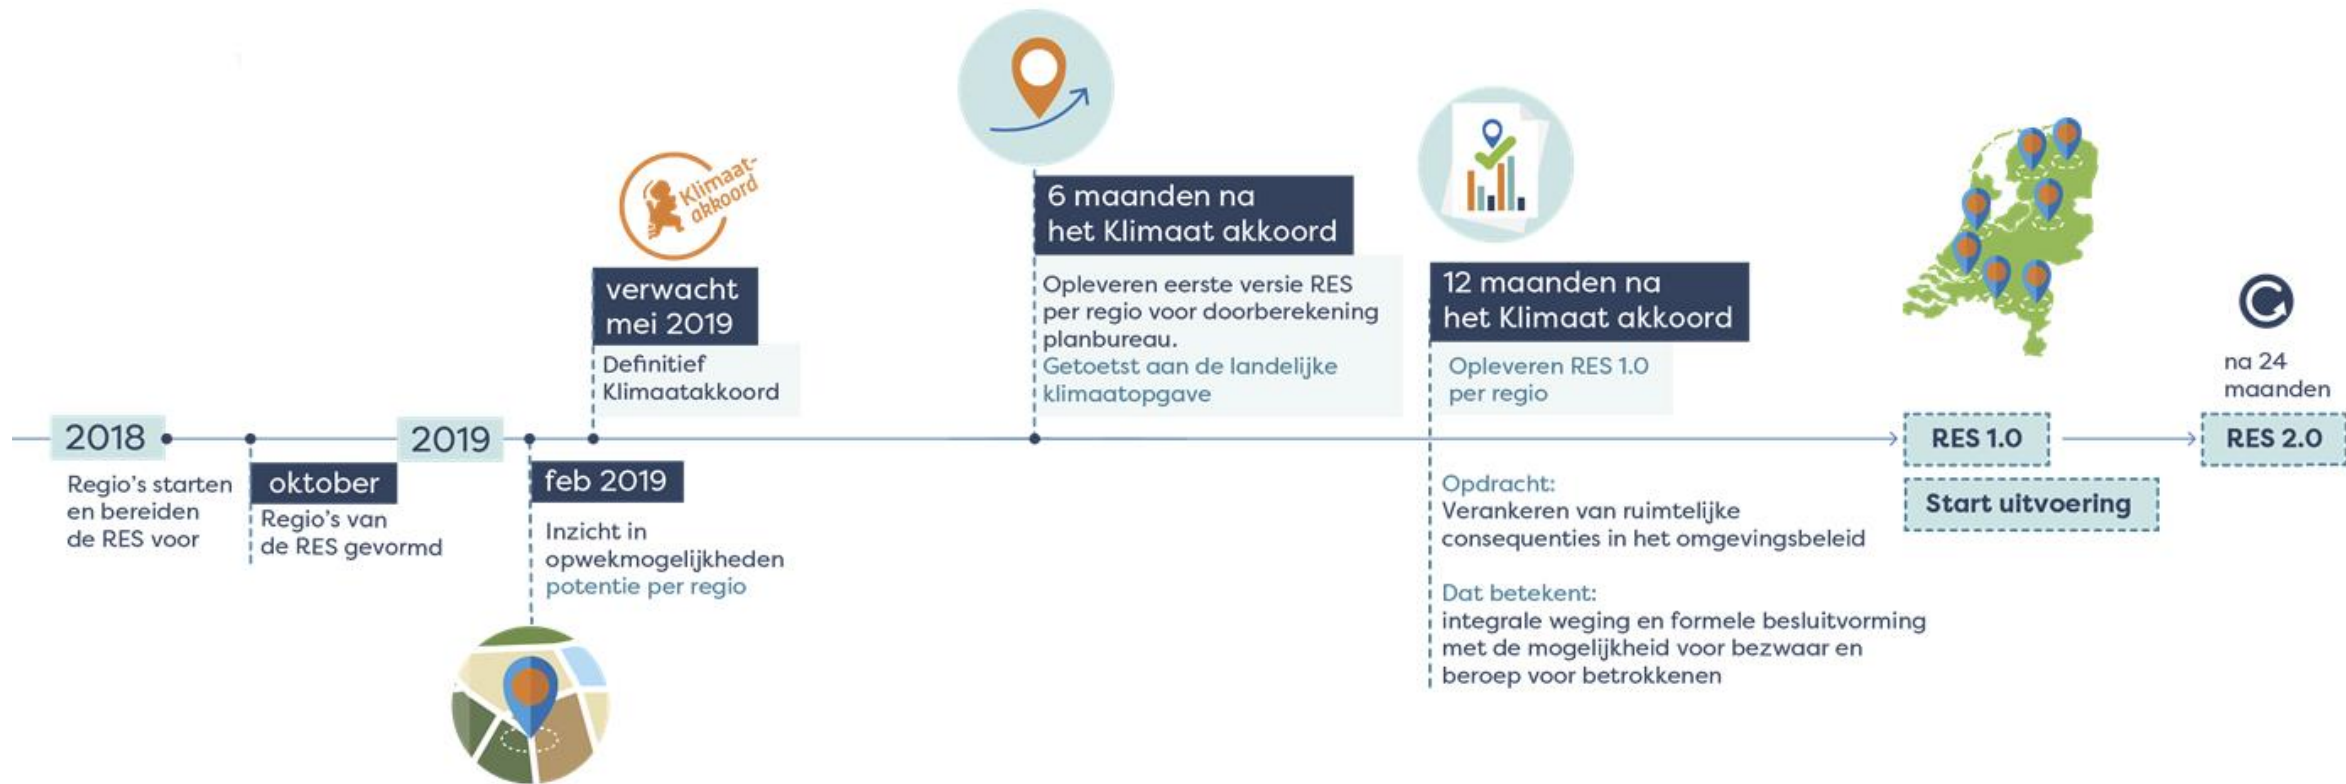 2018
Regio's starten
en bereiden
de RES voor
oktober
Regio's van
de RES gevormd
2019
feb 2019
Inzicht in
opwekmogelijkheden
potentie per regio
Klimaat-
akkoord
verwacht
mei 2019
Definitief
Klimaatakkoord
6 maanden na
het Klimaat akkoord
Opleveren eerste versie RES
per regio voor doorberekening
planbureau.
Getoetst aan de landelijke
klimaatopgave
12 maanden na
het Klimaat akkoord
Opleveren RES 1.0
per regio
Opdracht:
Verankeren van ruimtelijke
consequenties in het omgevingsbeleid
Dat betekent:
integrale weging en formele besluitvorming
met de mogelijkheid voor bezwaar en
beroep voor betrokkenen
RES 1.0
Start uitvoering
na 24
maanden
RES 2.0